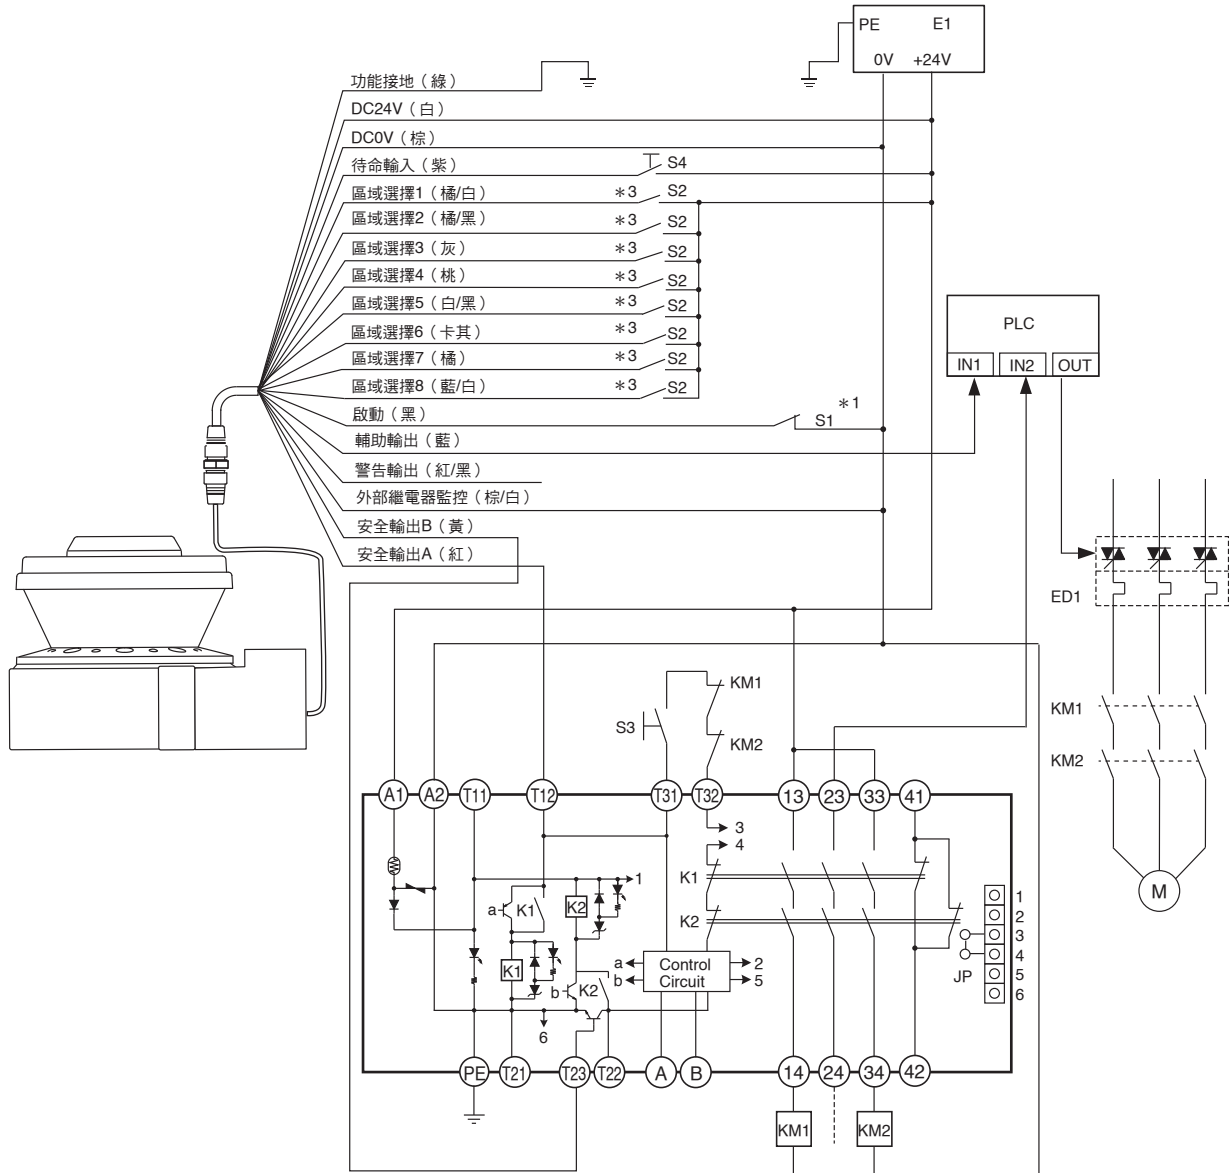 PE E1
0V +24V
功能接地（綠）
DC24V（白）
DC0V（棕）
待命輸入（紫） S4
區域選擇1（橘/白） ＊3 S2
區域選擇2（橘/黑） ＊3 S2
區域選擇3（灰） ＊3 S2
區域選擇4（桃） ＊3 S2
區域選擇5（白/黑） ＊3 S2
區域選擇6（卡其） ＊3 S2
區域選擇7（橘） ＊3 S2
區域選擇8（藍/白） ＊3 S2
PLC
IN1 IN2 OUT
啟動（黑） S1 ＊1
輔助輸出（藍）
警告輸出（紅/黑）
外部繼電器監控（棕/白）
安全輸出B（黃）
安全輸出A（紅）
ED1
KM1
S3
KM2
KM1
KM2
M
A1 A2 T11 T12 T31 T32 13 23 33 41
3
4
1
K1
K2
a K1
K2
K1
b K2
6
a
b
Control
Circuit
2
5
JP
1
2
3
4
5
6
PE T21 T23 T22 A B 14 24 34 42
KM1 KM2